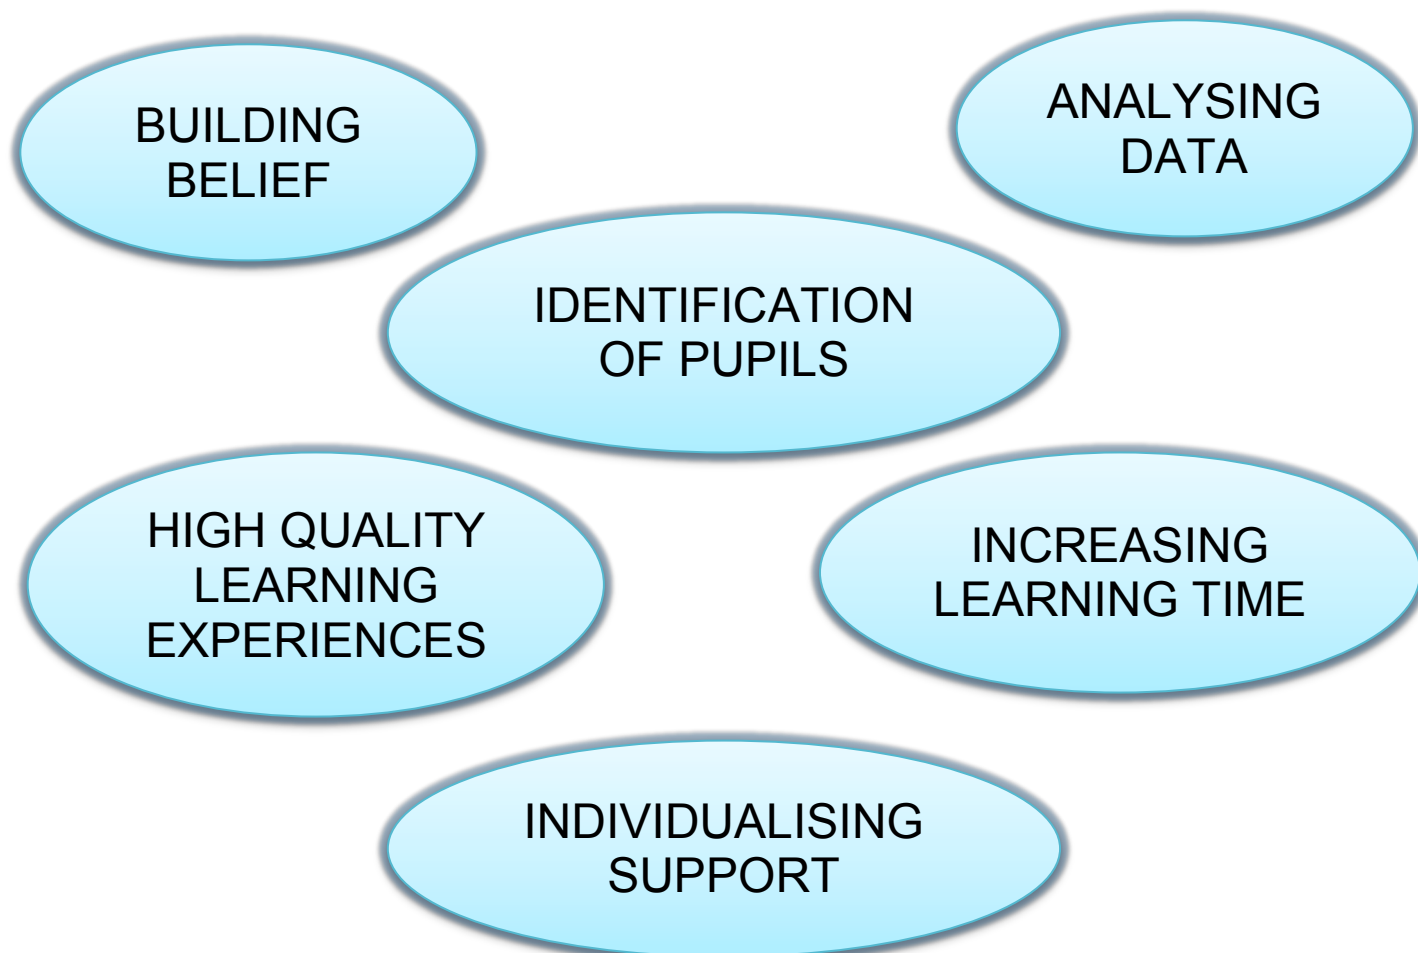 BUILDING
BELIEF
ANALYSING
DATA
IDENTIFICATION
OF PUPILS
HIGH QUALITY
LEARNING
EXPERIENCES
INCREASING
LEARNING TIME
INDIVIDUALISING
SUPPORT